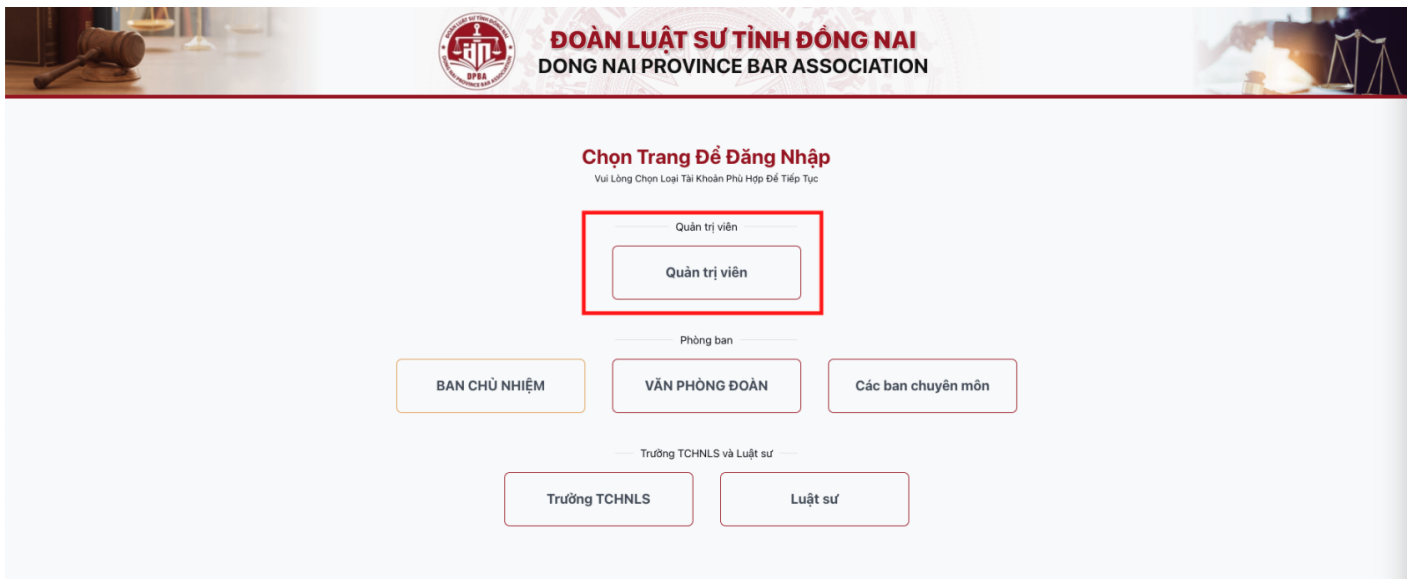 ĐOÀN LUẬT SƯ TỈNH ĐỒNG NAI
DONG NAI PROVINCE BAR ASSOCIATION
DPBA
Chọn Trang Để Đăng Nhập
Vui Lòng Chọn Loại Tài Khoản Phù Hợp Để Tiếp Tục
Quản trị viên
Quản trị viên
Phòng ban
BAN CHỦ NHIỆM
VĂN PHÒNG ĐOÀN
Các ban chuyên môn
Trưởng TCHNLS và Luật sư
Trưởng TCHNLS
Luật sư